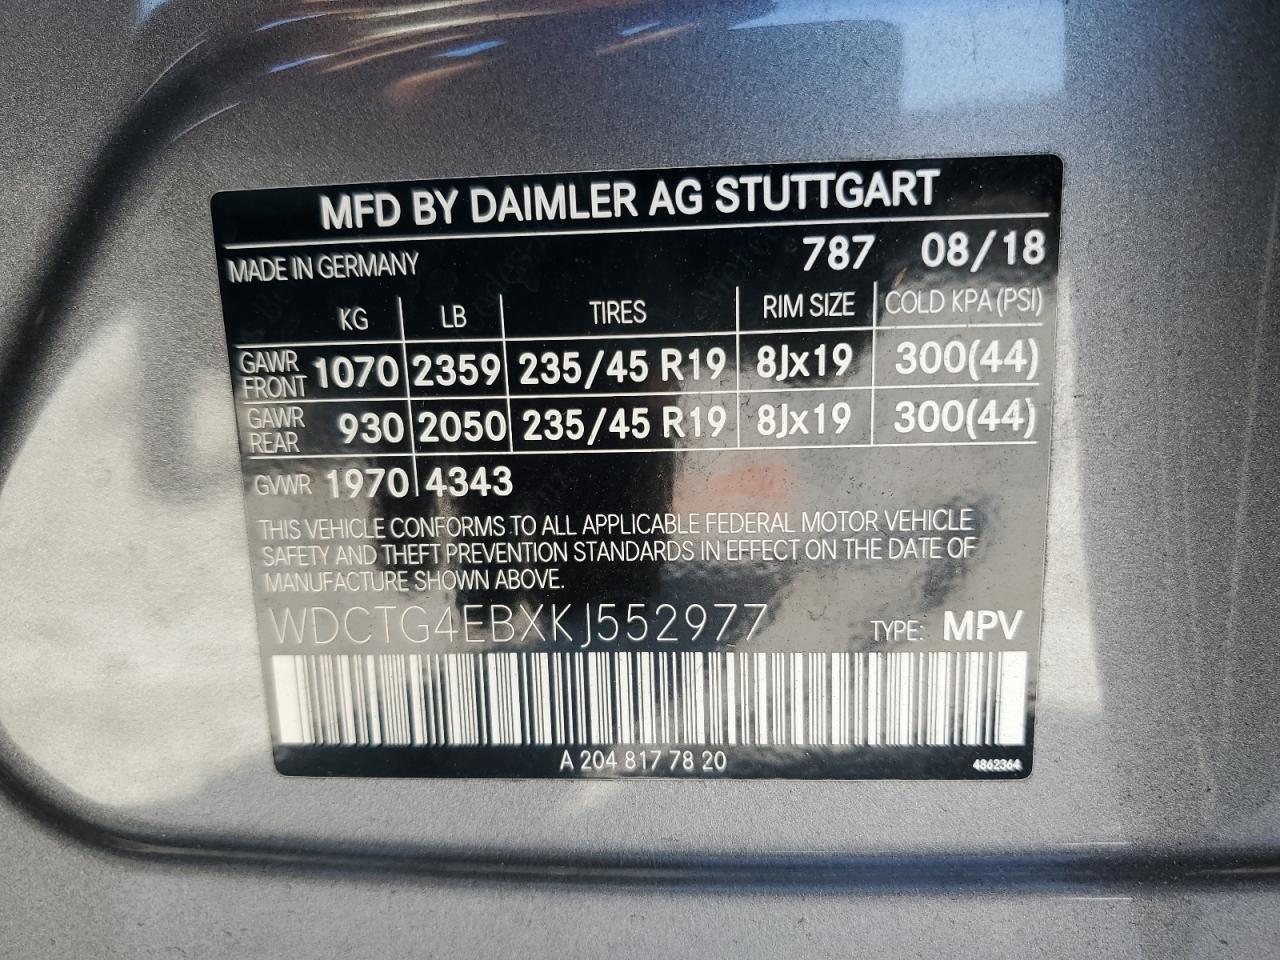 MFD BY DAIMLER AG STUTTGART
MADE IN GERMANY 787 08/18
KG LB TIRES RIM SIZE COLD KPA (PSI)
GAWR FRONT 1070 2359 235/45 R19 8Jx19 300(44)
GAWR REAR 930 2050 235/45 R19 8Jx19 300(44)
GVWR 1970 4343
THIS VEHICLE CONFORMS TO ALL APPLICABLE FEDERAL MOTOR VEHICLE
SAFETY AND THEFT PREVENTION STANDARDS IN EFFECT ON THE DATE OF
MANUFACTURE SHOWN ABOVE.
WDCTG4EBXKJ552977 TYPE: MPV
A 204 817 78 20
4862364